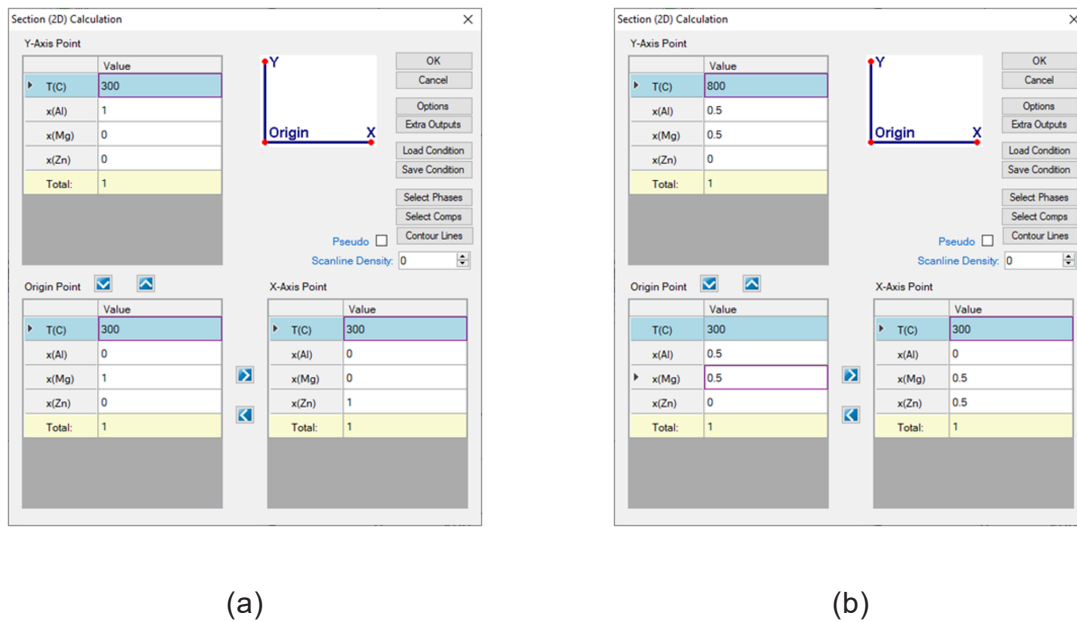 Section (2D) Calculation
Y-Axis Point
Value
T(C) 300
x(Al) 1
x(Mg) 0
x(Zn) 0
Total: 1
Y
Origin X
OK
Cancel
Options
Extra Outputs
Load Condition
Save Condition
Select Phases
Select Comps
Contour Lines
Pseudo
Scanline Density: 0
Origin Point
Value
T(C) 300
x(Al) 0
x(Mg) 1
x(Zn) 0
Total: 1
X-Axis Point
Value
T(C) 300
x(Al) 0
x(Mg) 0
x(Zn) 1
Total: 1
(a)
Section (2D) Calculation
Y-Axis Point
Value
T(C) 800
x(Al) 0.5
x(Mg) 0.5
x(Zn) 0
Total: 1
Y
Origin X
OK
Cancel
Options
Extra Outputs
Load Condition
Save Condition
Select Phases
Select Comps
Contour Lines
Pseudo
Scanline Density: 0
Origin Point
Value
T(C) 300
x(Al) 0.5
x(Mg) 0.5
x(Zn) 0
Total: 1
X-Axis Point
Value
T(C) 300
x(Al) 0
x(Mg) 0.5
x(Zn) 0.5
Total: 1
(b)